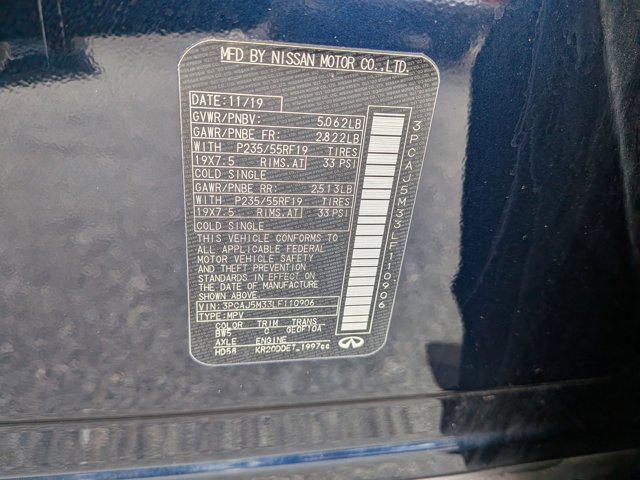 MFD BY NISSAN MOTOR CO.,LTD.
DATE: 11/19
GVWR/PNBV: 5,062LB
GAWR/PNBE FR: 2,822LB
WITH P235/55RF19 TIRES
19X7.5 RIMS.AT 33 PSI
COLD SINGLE
GAWR/PNBE RR: 2,513LB
WITH P235/55RF19 TIRES
19X7.5 RIMS.AT 33 PSI
COLD SINGLE
THIS VEHICLE CONFORMS TO
ALL APPLICABLE FEDERAL
MOTOR VEHICLE SAFETY
AND THEFT PREVENTION
STANDARDS IN EFFECT ON
THE DATE OF MANUFACTURE
SHOWN ABOVE.
VIN: 3PCAJ5M33LF110906
TYPE: MPV
COLOR TRIM TRANS
BW5 C GE0F10A
AXLE ENGINE
HD58 KR20DDET 1997cc
3PCAJ5M33LF110906